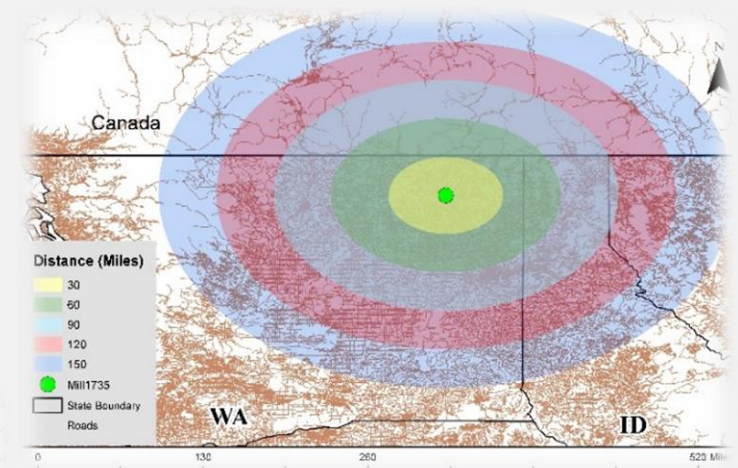 N
Canada
Distance (Miles)
30
60
90
120
150
Mill1735
State Boundary
Roads
WA
ID
0 130 260 520 Miles